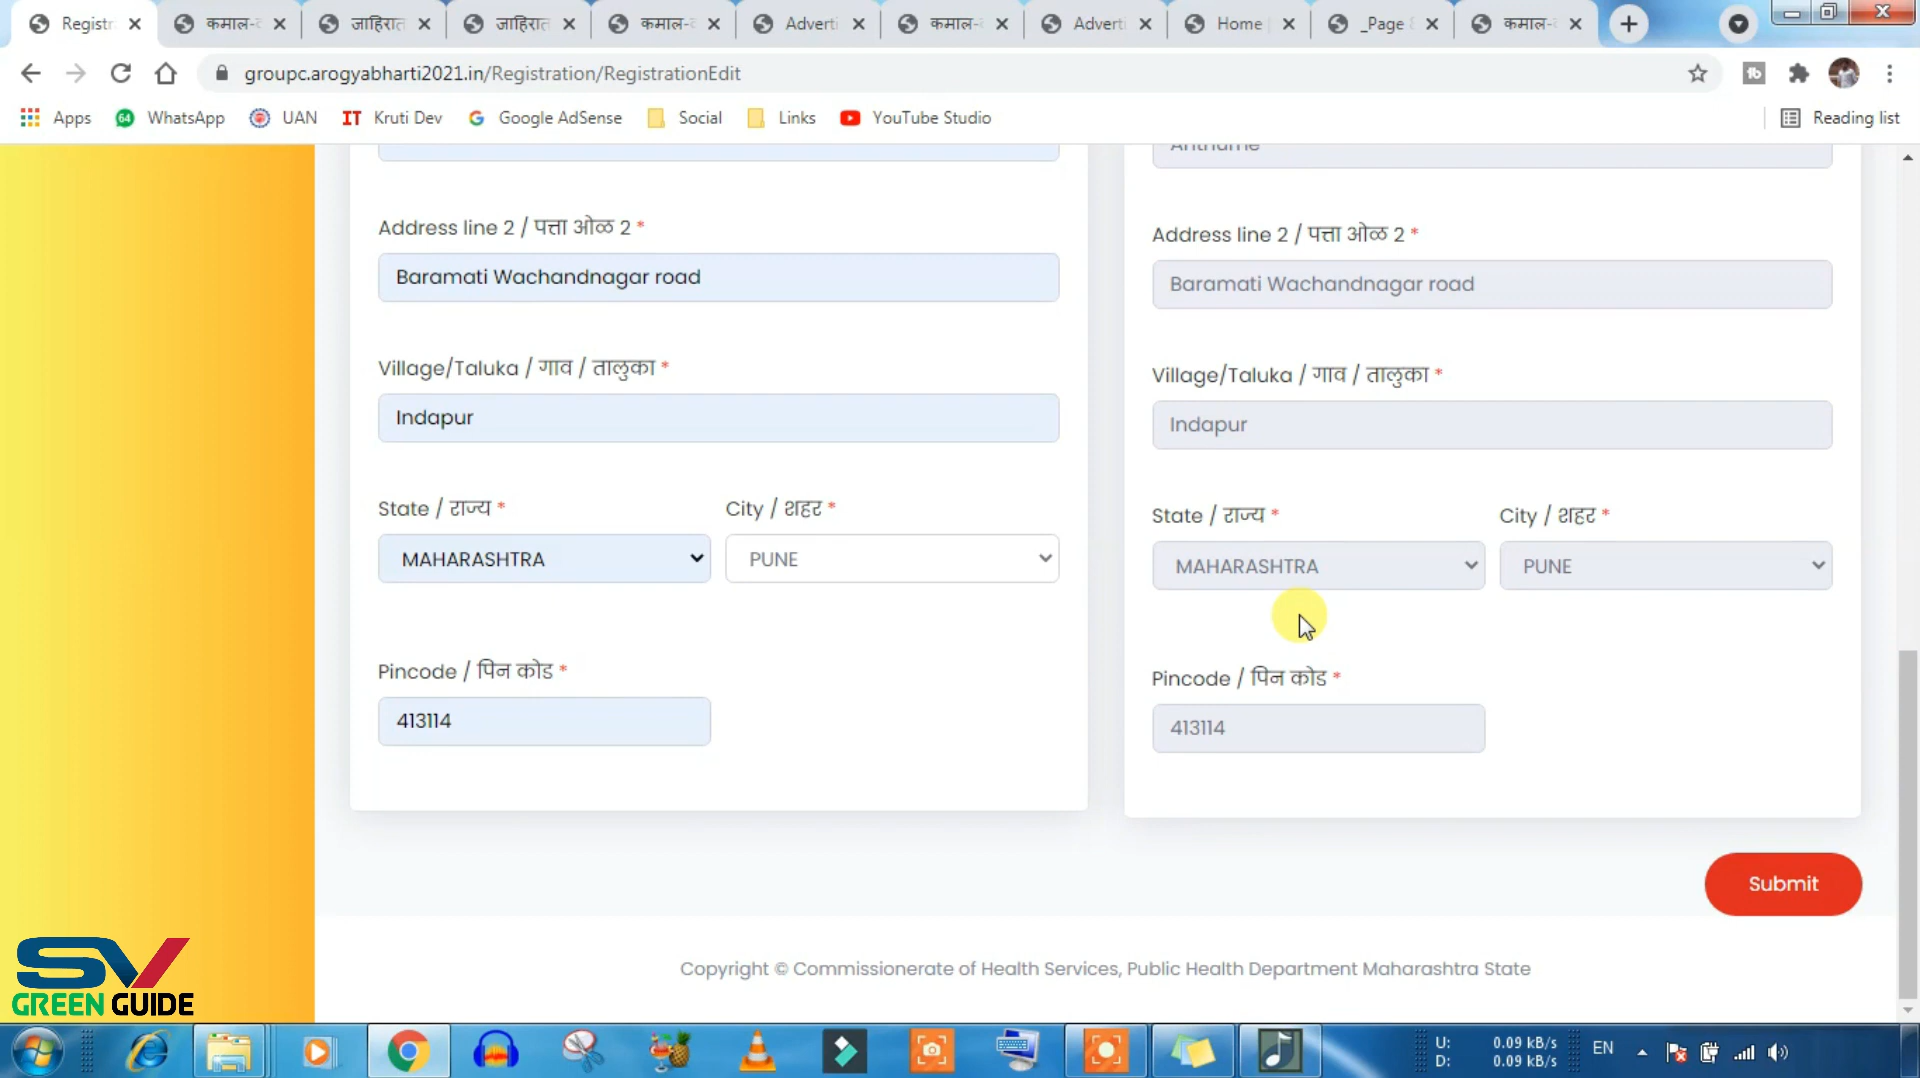 Registr
कमाल-व
जाहिरात
जाहिरात
कमाल-व
Adverti
कमाल-व
Adverti
Home |
_Page
कमाल-व
groupc.arogyabharti2021.in/Registration/RegistrationEdit
Apps
64 WhatsApp
UAN
IT Kruti Dev
Google AdSense
Social
Links
YouTube Studio
Reading list
Address line 2 / पत्ता ओळ 2 *
Baramati Wachandnagar road
Village/Taluka / गाव / तालुका *
Indapur
State / राज्य * City / शहर *
MAHARASHTRA PUNE
Pincode / पिन कोड *
413114
Anthurne
Address line 2 / पत्ता ओळ 2 *
Baramati Wachandnagar road
Village/Taluka / गाव / तालुका *
Indapur
State / राज्य * City / शहर *
MAHARASHTRA PUNE
Pincode / पिन कोड *
413114
Submit
Copyright © Commissionerate of Health Services, Public Health Department Maharashtra State
SV
GREEN GUIDE
U: 0.09 kB/s
D: 0.09 kB/s
EN